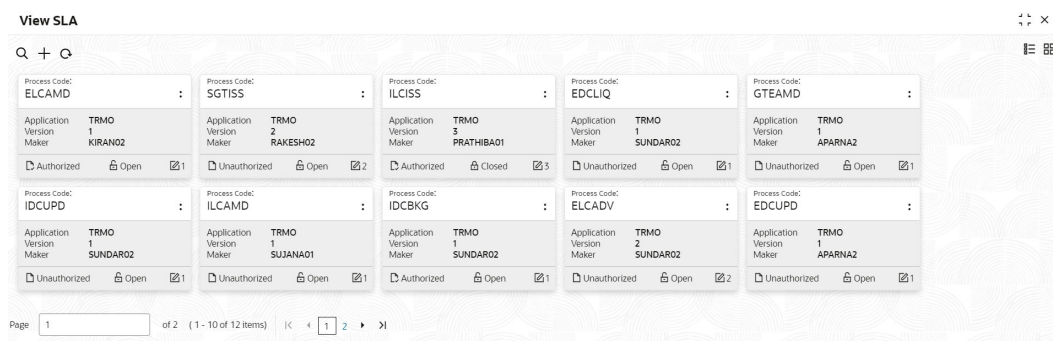 View SLA
Process Code:
ELCAMD
Application TRMO
Version 1
Maker KIRAN02
Authorized Open 1
Process Code:
SGTISS
Application TRMO
Version 2
Maker RAKESH02
Unauthorized Open 2
Process Code:
ILCISS
Application TRMO
Version 3
Maker PRATHIBA01
Authorized Closed 3
Process Code:
EDCLIQ
Application TRMO
Version 1
Maker SUNDAR02
Unauthorized Open 1
Process Code:
GTEAMD
Application TRMO
Version 1
Maker APARNA2
Unauthorized Open 1
Process Code:
IDCUPD
Application TRMO
Version 1
Maker SUNDAR02
Unauthorized Open 1
Process Code:
ILCAMD
Application TRMO
Version 1
Maker SUJANA01
Unauthorized Open 1
Process Code:
IDCBKG
Application TRMO
Version 1
Maker SUNDAR02
Authorized Open 1
Process Code:
ELCADV
Application TRMO
Version 2
Maker SUNDAR02
Unauthorized Open 2
Process Code:
EDCUPD
Application TRMO
Version 1
Maker APARNA2
Unauthorized Open 1
Page 1 of 2 (1 - 10 of 12 items) 1 2